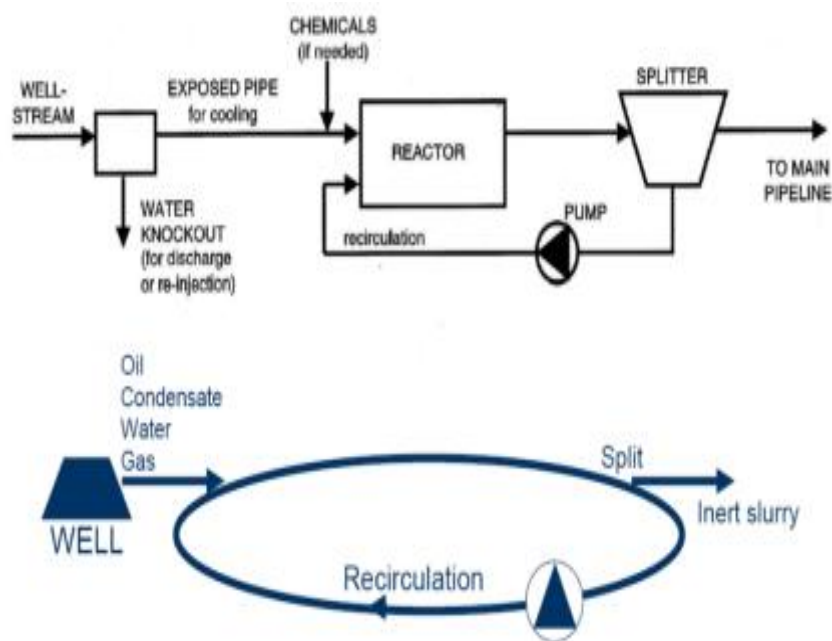 CHEMICALS
(if needed)
WELL-
STREAM
EXPOSED PIPE
for cooling
SPLITTER
REACTOR
TO MAIN
PIPELINE
WATER
KNOCKOUT
(for discharge
or re-injection)
recirculation
PUMP
Oil
Condensate
Water
Gas
WELL
Split
Inert slurry
Recirculation